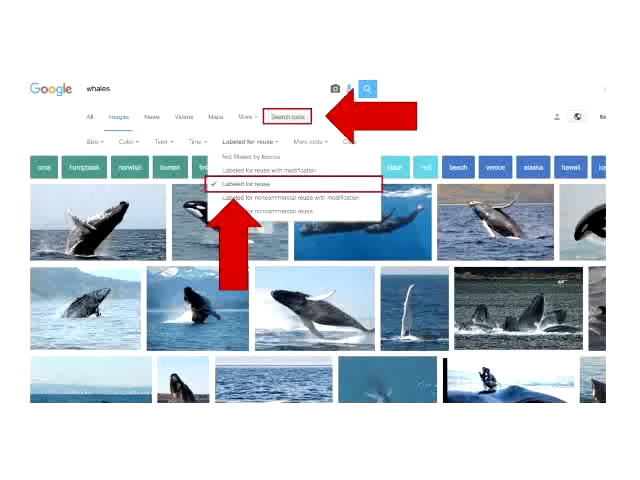 Google whales
All Images News Videos Maps More Search tools
Size Color Type Time Labeled for reuse More tools
Not filtered by license
Labeled for reuse with modification
Labeled for reuse
Labeled for noncommercial reuse with modification
for noncommercial reuse
orca humpback narwhal human beach venice alaska hawaii